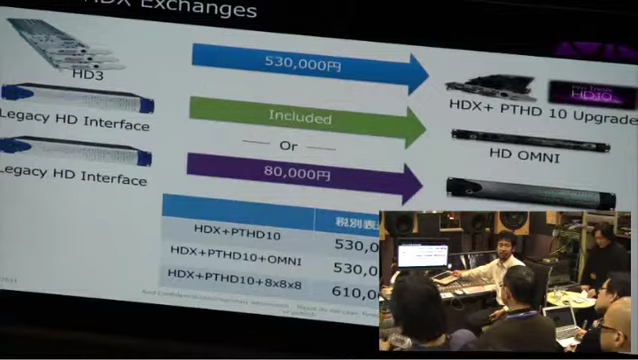 HDX Exchanges
HD3
530,000円
HDX+ PTHD 10 Upgrade
Legacy HD Interface
Included
HD OMNI
Or
Legacy HD Interface
80,000円
税別表
HDX+PTHD10
530,0
HDX+PTHD10+OMNI
530,0
HDX+PTHD10+8x8x8
610,0